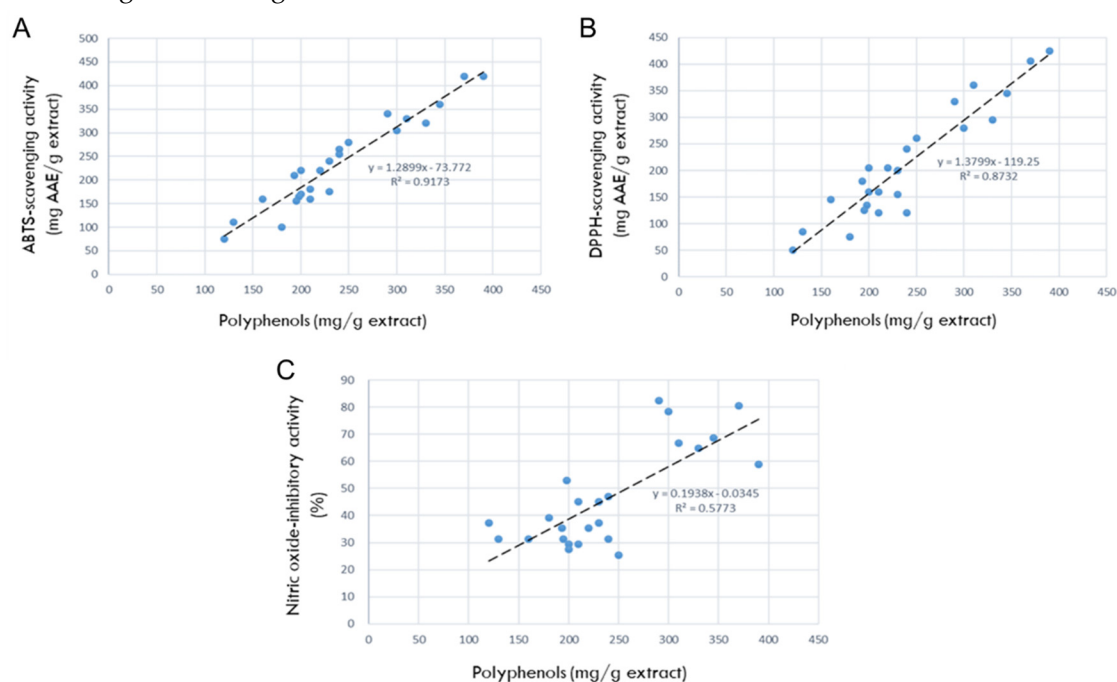 A
ABTS-scavenging activity
(mg AAE/g extract)
500
450
400
350
300
250
200
150
100
50
0
y = 1.2899x - 73.772
R² = 0.9173
0 50 100 150 200 250 300 350 400 450
Polyphenols (mg/g extract)
B
DPPH-scavenging activity
(mg AAE/g extract)
450
400
350
300
250
200
150
100
50
0
y = 1.3799x - 119.25
R² = 0.8732
0 50 100 150 200 250 300 350 400 450
Polyphenols (mg/g extract)
C
Nitric oxide-inhibitory activity
(%)
90
80
70
60
50
40
30
20
10
0
y = 0.1938x - 0.0345
R² = 0.5773
0 50 100 150 200 250 300 350 400 450
Polyphenols (mg/g extract)